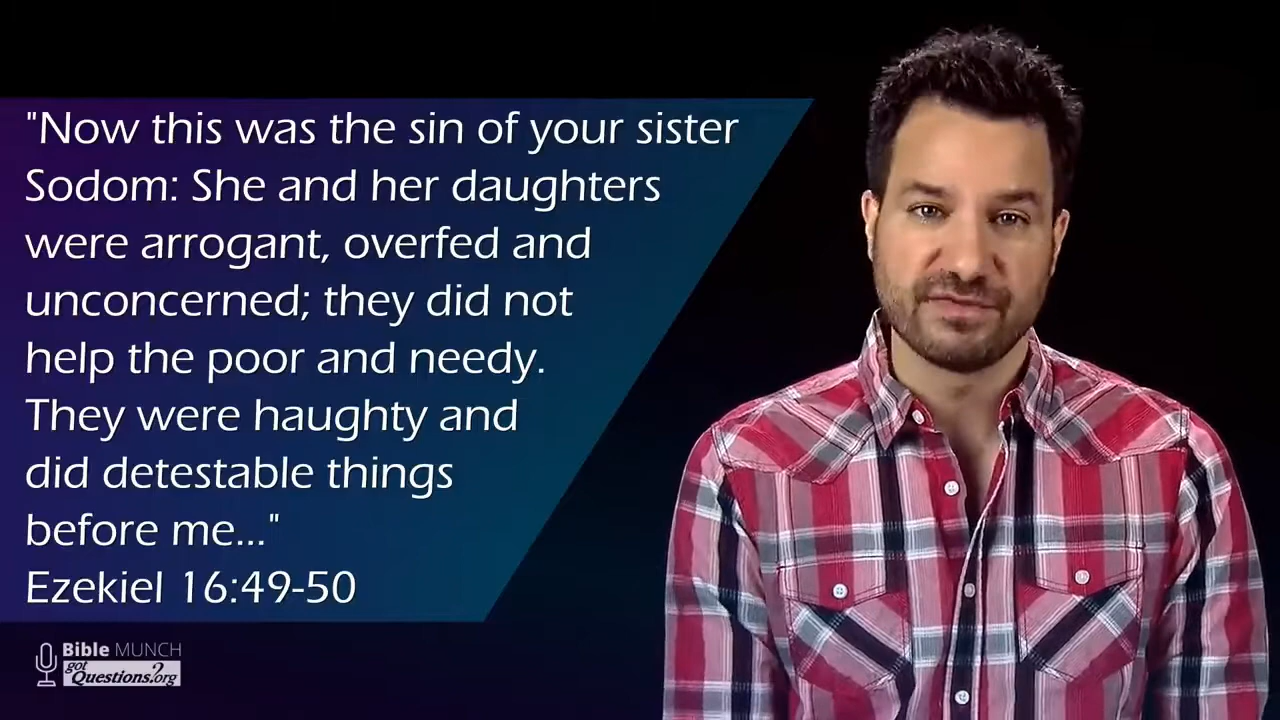 "Now this was the sin of your sister
Sodom: She and her daughters
were arrogant, overfed and
unconcerned; they did not
help the poor and needy.
They were haughty and
did detestable things
before me..."
Ezekiel 16:49-50
Bible MUNCH
got
Questions?.org